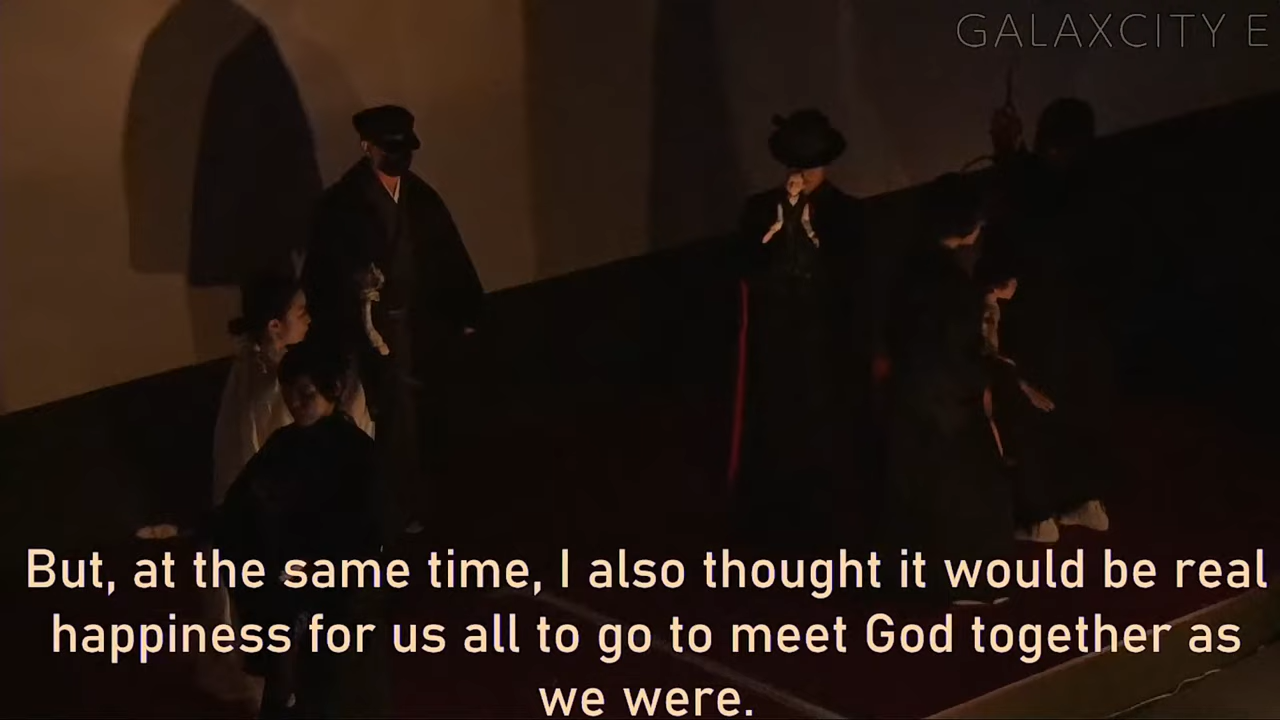 GALAXCITY E
But, at the same time, I also thought it would be real
happiness for us all to go to meet God together as
we were.